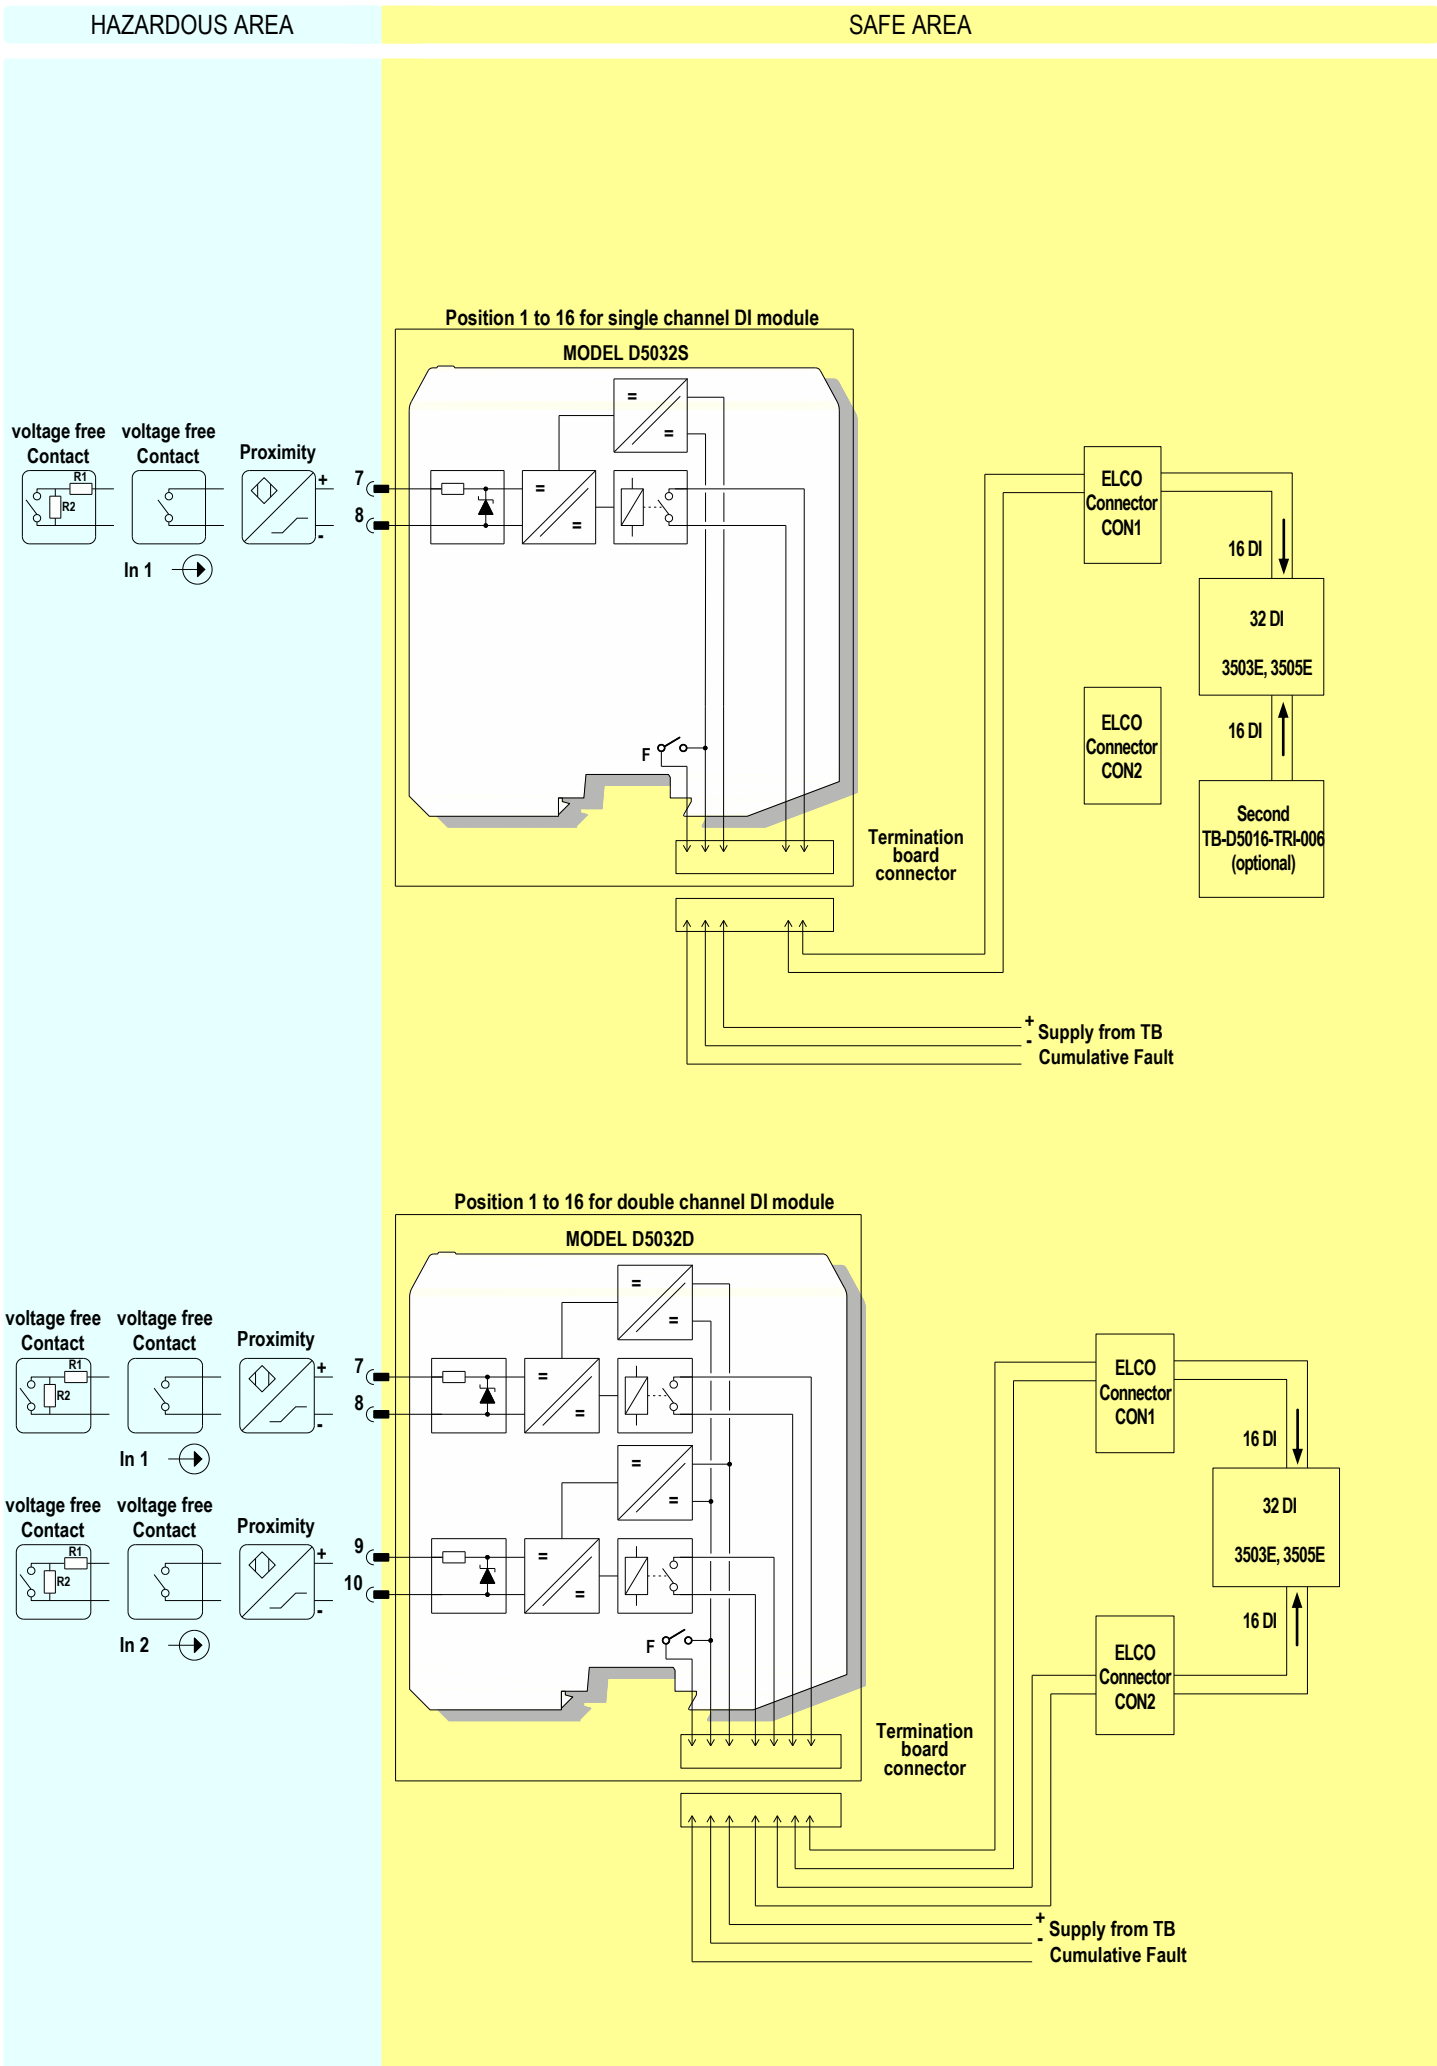 HAZARDOUS AREA
SAFE AREA
Position 1 to 16 for single channel DI module
MODEL D5032S
=
=
voltage free
Contact
R1
R2
voltage free
Contact
Proximity
+
-
7
8
In 1
=
=
F
Termination
board
connector
ELCO
Connector
CON1
16 DI
32 DI
3503E, 3505E
ELCO
Connector
CON2
16 DI
Second
TB-D5016-TRI-006
(optional)
+
-
Supply from TB
Cumulative Fault
Position 1 to 16 for double channel DI module
MODEL D5032D
=
=
voltage free
Contact
R1
R2
voltage free
Contact
Proximity
+
-
7
8
In 1
=
=
=
=
voltage free
Contact
R1
R2
voltage free
Contact
Proximity
+
-
9
10
In 2
=
=
F
Termination
board
connector
ELCO
Connector
CON1
16 DI
32 DI
3503E, 3505E
16 DI
ELCO
Connector
CON2
+
-
Supply from TB
Cumulative Fault